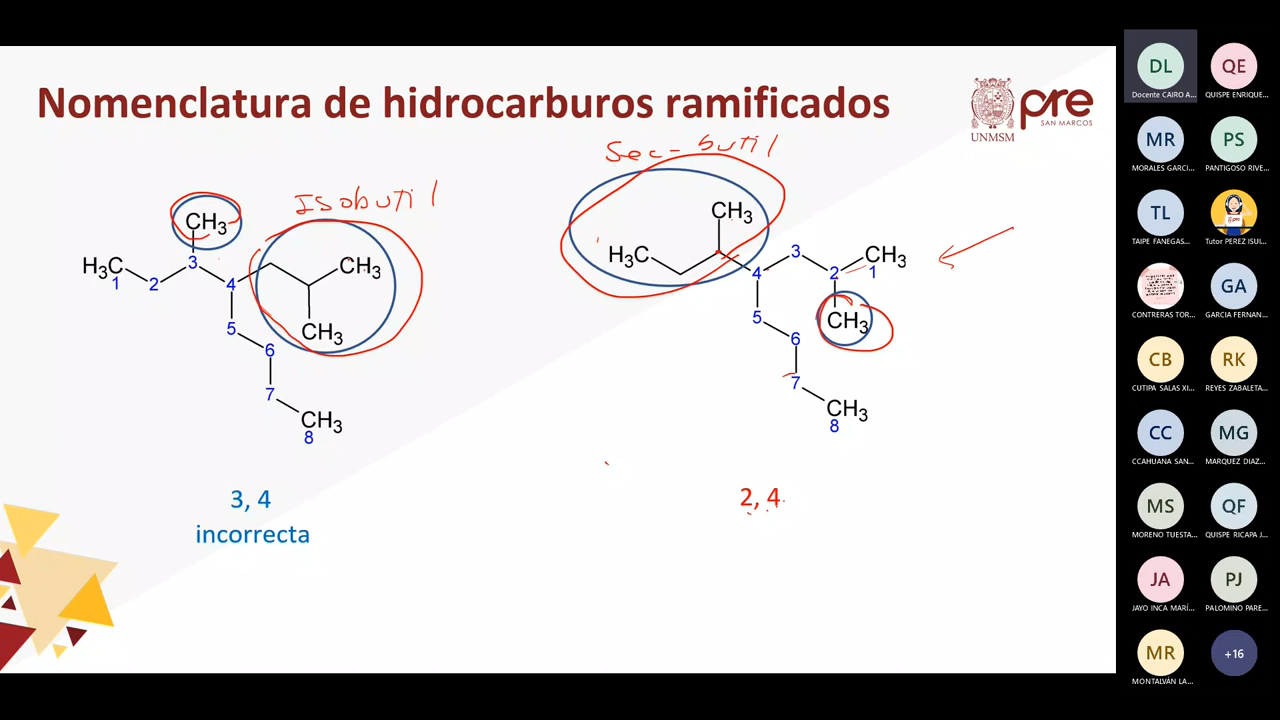 Nomenclatura de hidrocarburos ramificados
UNMSM
pre
SAN MARCOS
Isobutil
Sec-butil
CH3
H3C
1
2
3
4
5
6
7
CH3
8
CH3
CH3
CH3
H3C
4
3
2
CH3
1
CH3
5
6
7
CH3
8
3, 4
incorrecta
2, 4
DL
Docente CAIRO A...
QE
QUISPE ENRIQUE...
MR
MORALES GARCI...
PS
PANTIGOSO RIVE...
TL
TAIPE FANEGAS...
Tutor PEREZ ISUI...
CONTRERAS TOR...
GA
GARCIA FERNAN...
CB
CUTIPA SALAS XI...
RK
REYES ZABALETA...
CC
CCAHUANA SAN...
MG
MARQUEZ DIAZ...
MS
MORENO TUESTA...
QF
QUISPE RICAPA J...
JA
JAYO INCA MARÍ...
PJ
PALOMINO PARE...
MR
MONTALVÁN LA...
+16